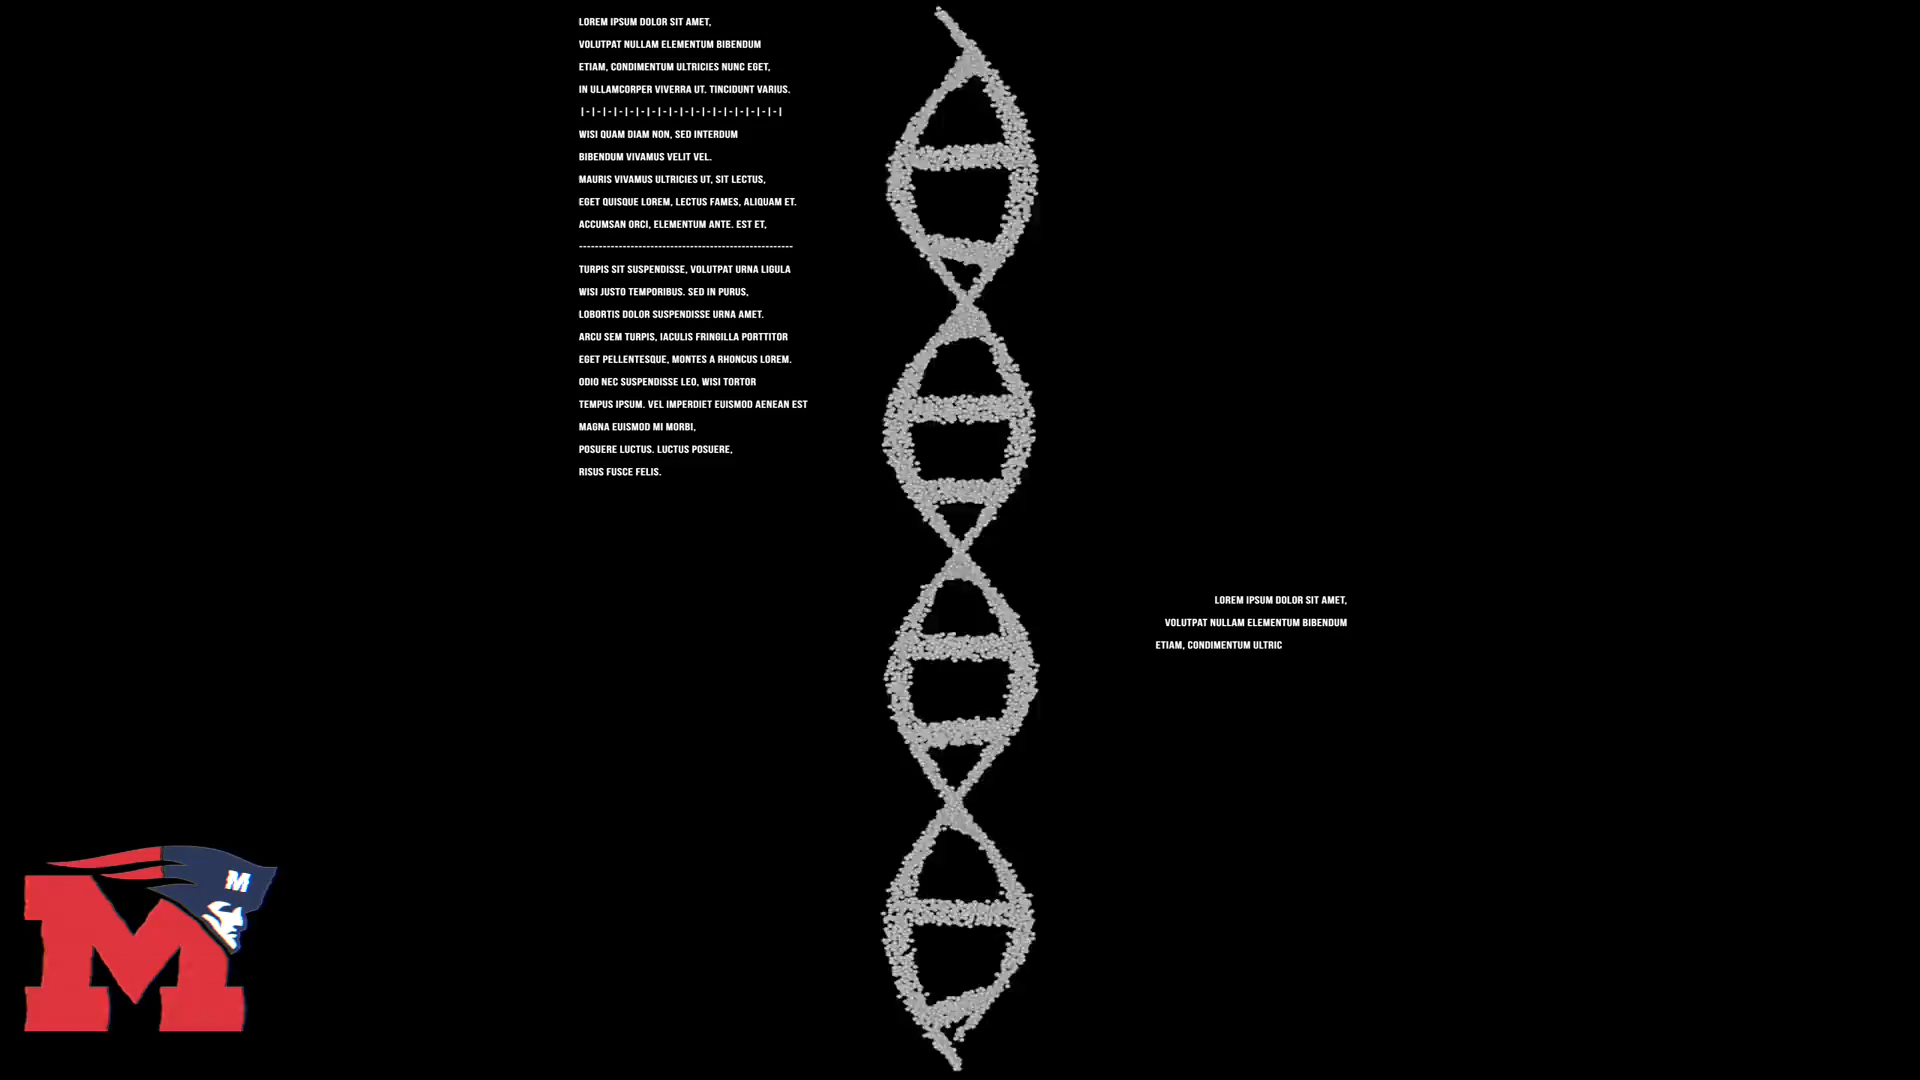 LOREM IPSUM DOLOR SIT AMET,
VOLUTPAT NULLAM ELEMENTUM BIBENDUM
ETIAM, CONDIMENTUM ULTRICIES NUNC EGET,
IN ULLAMCORPER VIVERRA UT. TINCIDUNT VARIUS.
|-|-|-|-|-|-|-|-|-|-|-|-|-|-|-|-|-|-|-|
WISI QUAM DIAM NON, SED INTERDUM
BIBENDUM VIVAMUS VELIT VEL.
MAURIS VIVAMUS ULTRICIES UT, SIT LECTUS,
EGET QUISQUE LOREM, LECTUS FAMES, ALIQUAM ET.
ACCUMSAN ORCI, ELEMENTUM ANTE. EST ET,
------------------------------------------------------
TURPIS SIT SUSPENDISSE, VOLUTPAT URNA LIGULA
WISI JUSTO TEMPORIBUS. SED IN PURUS,
LOBORTIS DOLOR SUSPENDISSE URNA AMET.
ARCU SEM TURPIS, IACULIS FRINGILLA PORTTITOR
EGET PELLENTESQUE, MONTES A RHONCUS LOREM.
ODIO NEC SUSPENDISSE LEO, WISI TORTOR
TEMPUS IPSUM. VEL IMPERDIET EUISMOD AENEAN EST
MAGNA EUISMOD MI MORBI,
POSUERE LUCTUS. LUCTUS POSUERE,
RISUS FUSCE FELIS.
LOREM IPSUM DOLOR SIT AMET,
VOLUTPAT NULLAM ELEMENTUM BIBENDUM
ETIAM, CONDIMENTUM ULTRIC
M
M